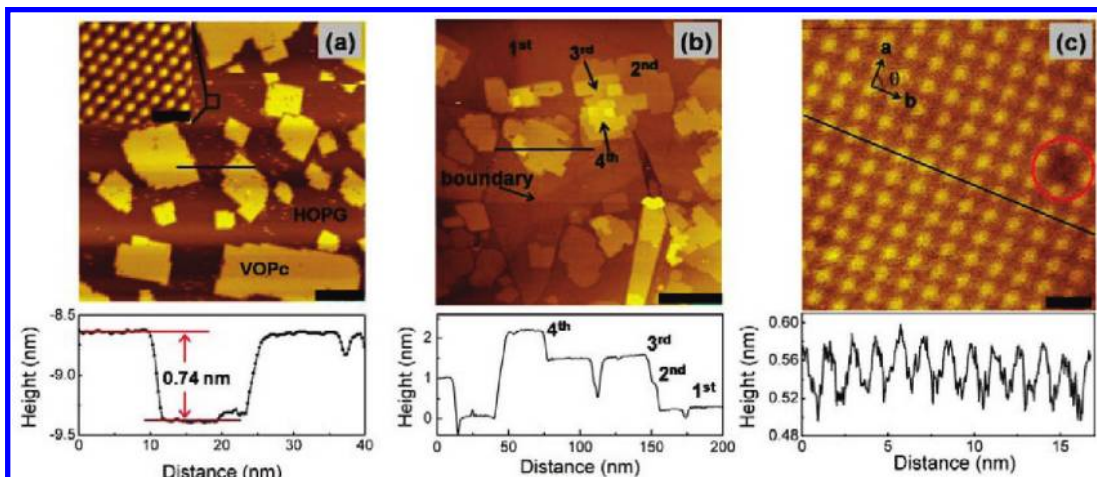 (a)
HOPG
VOPc
-8.5
-9.0
-9.5
Height (nm)
0.74 nm
0 10 20 30 40
Distance (nm)
(b)
1st
3rd
2nd
4th
boundary
2
1
0
Height (nm)
4th
3rd
2nd
1st
0 50 100 150 200
Distance (nm)
(c)
a
θ
b
0.60
0.56
0.52
0.48
Height (nm)
0 5 10 15
Distance (nm)